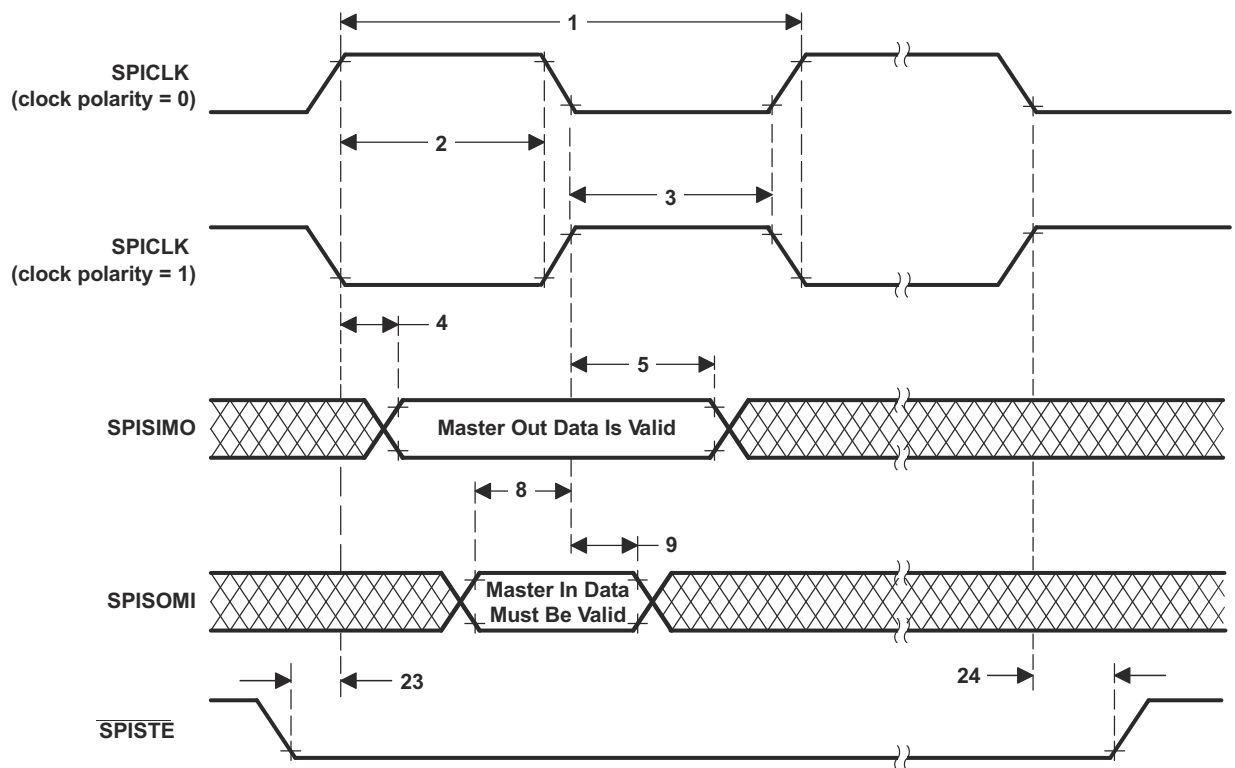 1
SPICLK
(clock polarity = 0)
2
3
SPICLK
(clock polarity = 1)
4
5
SPISIMO
Master Out Data Is Valid
8
9
SPISOMI
Master In Data
Must Be Valid
23
24
SPISTE